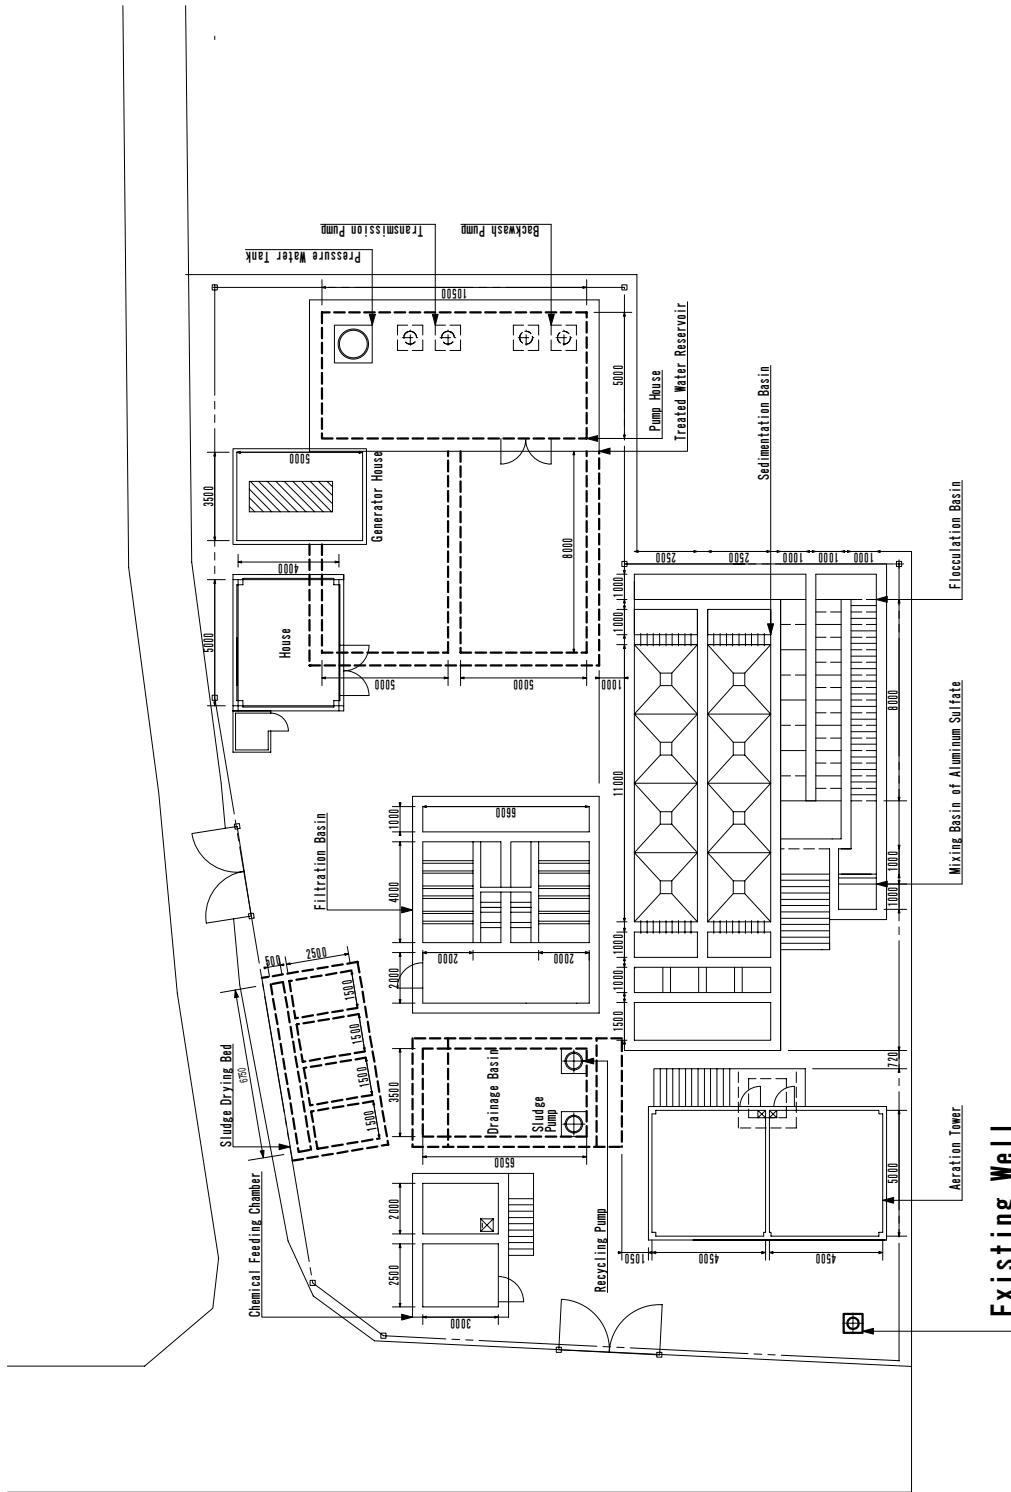 Pressure Water Tank
Transmission Pump
Backwash Pump
10500
5000
Pump House
Treated Water Reservoir
3500
5000
Generator House
8000
5000
4000
House
5000
5000
1000
Sedimentation Basin
Flocculation Basin
Mixing Basin of Aluminum Sulfate
2500
2500
1000
1000
1000
1000
1000
11000
8000
1000
1000
1000
1000
1500
720
Filtration Basin
1000
6600
4000
2000
2000
2000
500
2500
1500
1500
1500
1500
6750
Sludge Drying Bed
3500
Drainage Basin
Sludge
Pump
6500
Recycling Pump
Chemical Feeding Chamber
2000
2500
3000
1050
4500
4500
5000
Aeration Tower
Existing Well